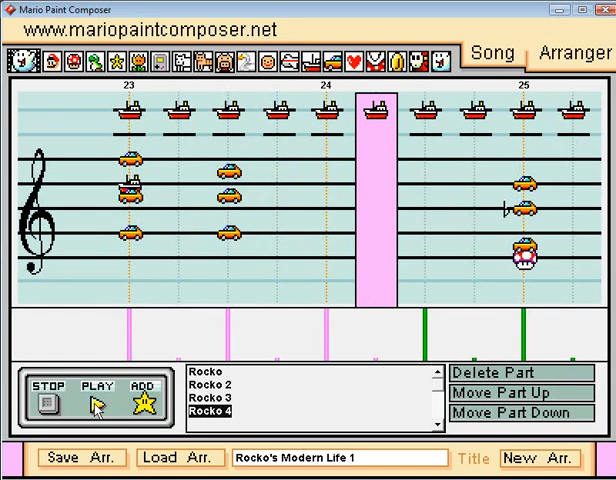 Mario Paint Composer
www.mariopaintcomposer.net
Song
Arranger
23
24
25
STOP
PLAY
ADD
Rocko
Rocko 2
Rocko 3
Rocko 4
Delete Part
Move Part Up
Move Part Down
Save Arr.
Load Arr.
Rocko's Modern Life 1
Title
New Arr.